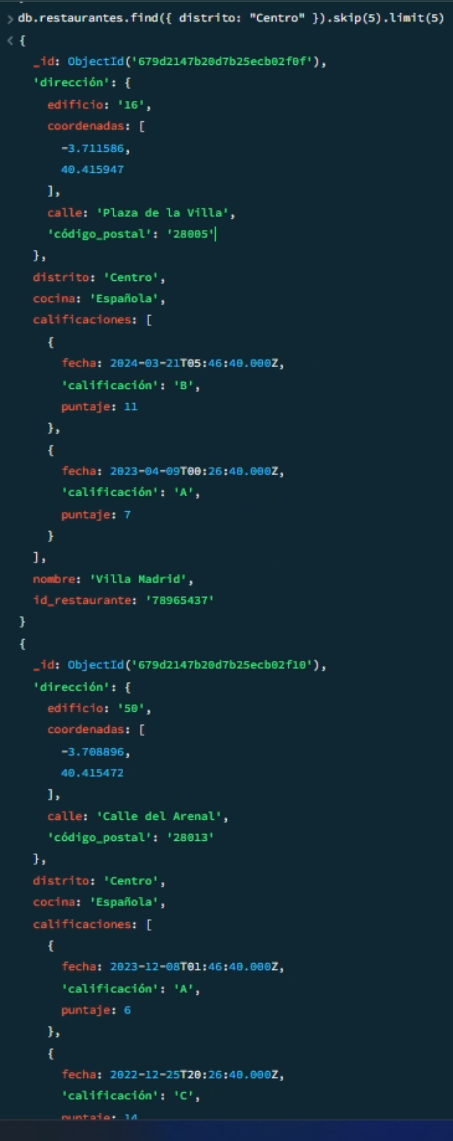 > db.restaurantes.find({ distrito: "Centro" }).skip(5).limit(5)
< {
_id: ObjectId('679d2147b20d7b25ecb02f0f'),
'dirección': {
edificio: '16',
coordenadas: [
-3.711586,
40.415947
],
calle: 'Plaza de la Villa',
'código_postal': '28005'
},
distrito: 'Centro',
cocina: 'Española',
calificaciones: [
{
fecha: 2024-03-21T05:46:40.000Z,
'calificación': 'B',
puntaje: 11
},
{
fecha: 2023-04-09T00:26:40.000Z,
'calificación': 'A',
puntaje: 7
}
],
nombre: 'Villa Madrid',
id_restaurante: '78965437'
}
{
_id: ObjectId('679d2147b20d7b25ecb02f10'),
'dirección': {
edificio: '50',
coordenadas: [
-3.708896,
40.415472
],
calle: 'Calle del Arenal',
'código_postal': '28013'
},
distrito: 'Centro',
cocina: 'Española',
calificaciones: [
{
fecha: 2023-12-08T01:46:40.000Z,
'calificación': 'A',
puntaje: 6
},
{
fecha: 2022-12-25T20:26:40.000Z,
'calificación': 'C',
puntaje: 14